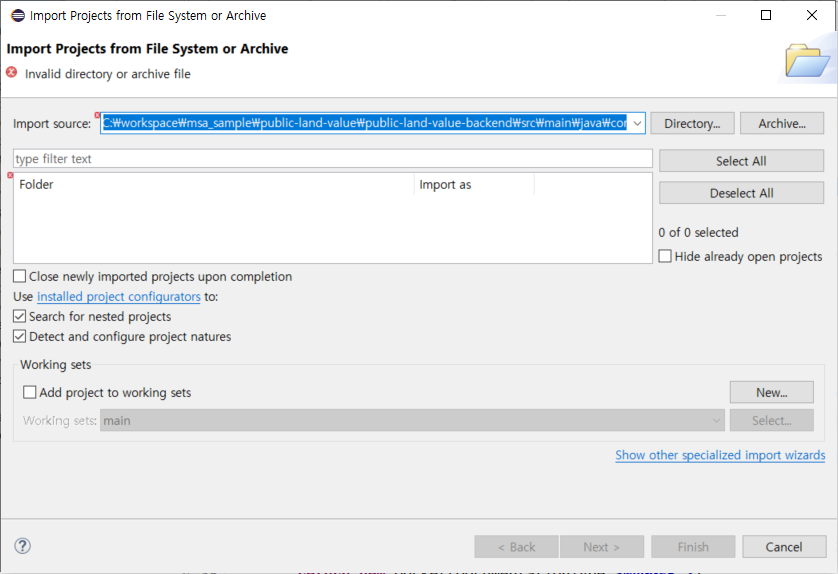 Import Projects from File System or Archive
Import Projects from File System or Archive
Invalid directory or archive file
Import source: C:₩workspace₩msa_sample₩public-land-value₩public-land-value-backend₩src₩main₩java₩cor Directory... Archive...
type filter text
Select All
Folder Import as
Deselect All
0 of 0 selected
Hide already open projects
Close newly imported projects upon completion
Use installed project configurators to:
Search for nested projects
Detect and configure project natures
Working sets
Add project to working sets New...
Working sets: main Select...
Show other specialized import wizards
< Back Next > Finish Cancel